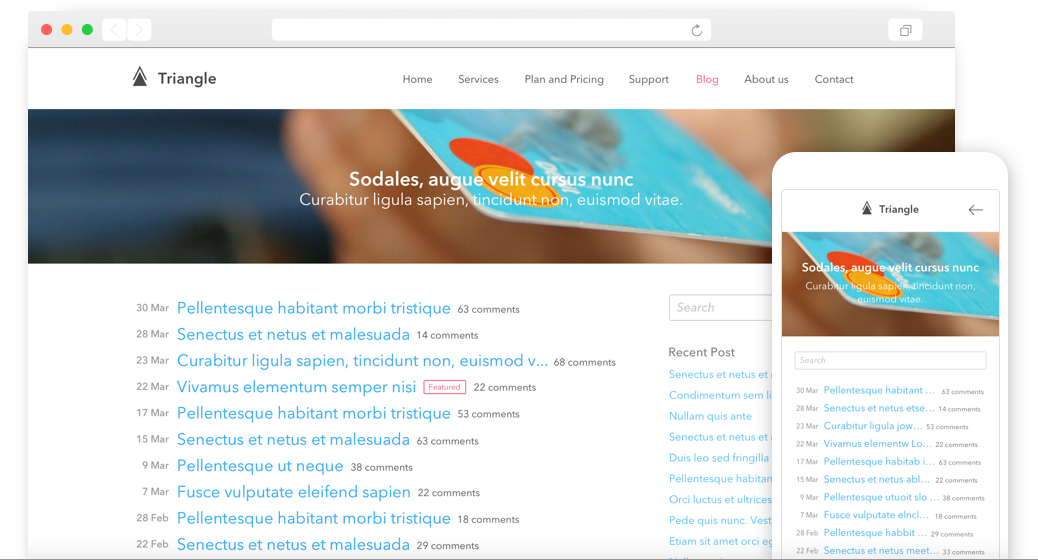 Triangle
Home Services Plan and Pricing Support Blog About us Contact
Sodales, augue velit cursus nunc
Curabitur ligula sapien, tincidunt non, euismod vitae.
30 Mar Pellentesque habitant morbi tristique 63 comments
28 Mar Senectus et netus et malesuada 14 comments
23 Mar Curabitur ligula sapien, tincidunt non, euismod v... 68 comments
22 Mar Vivamus elementum semper nisi Featured 22 comments
17 Mar Pellentesque habitant morbi tristique 53 comments
15 Mar Senectus et netus et malesuada 63 comments
9 Mar Pellentesque ut neque 38 comments
7 Mar Fusce vulputate eleifend sapien 22 comments
28 Feb Pellentesque habitant morbi tristique 18 comments
22 Feb Senectus et netus et malesuada 29 comments
Search
Recent Post
Senectus et netus et
Condimentum sem li
Nullam quis ante
Senectus et netus et
Duis leo sed fringilla
Pellentesque habitan
Orci luctus et ultrices
Pede quis nunc. Vest
Etiam sit amet orci eg
Triangle
Sodales, augue velit cursus nunc
Curabitur ligula sapien, tincidunt non,
euismod vitae.
Search
30 Mar Pellentesque habitant ... 63 comments
28 Mar Senectus et netus etse... 14 comments
23 Mar Curabitur ligula jow... 53 comments
22 Mar Vivamus elementw Lo... 22 comments
17 Mar Pellentesque habitab i... 63 comments
15 Mar Senectus et netus abl... 22 comments
9 Mar Pellentesque utuoit slo ... 38 comments
7 Mar Fusce vulputate elncl... 18 comments
28 Feb Pellentesque habbit ... 29 comments
22 Feb Senectus et netus meet... 33 comments